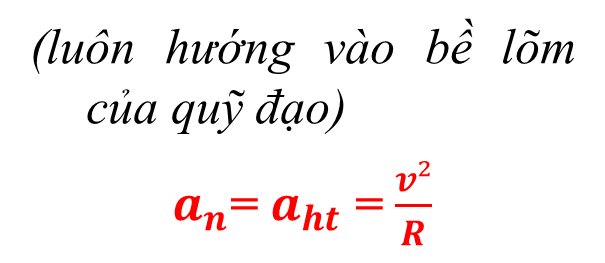 (luôn hướng vào bề lõm
của quỹ đạo)
aₙ= aₕₜ = v²/R